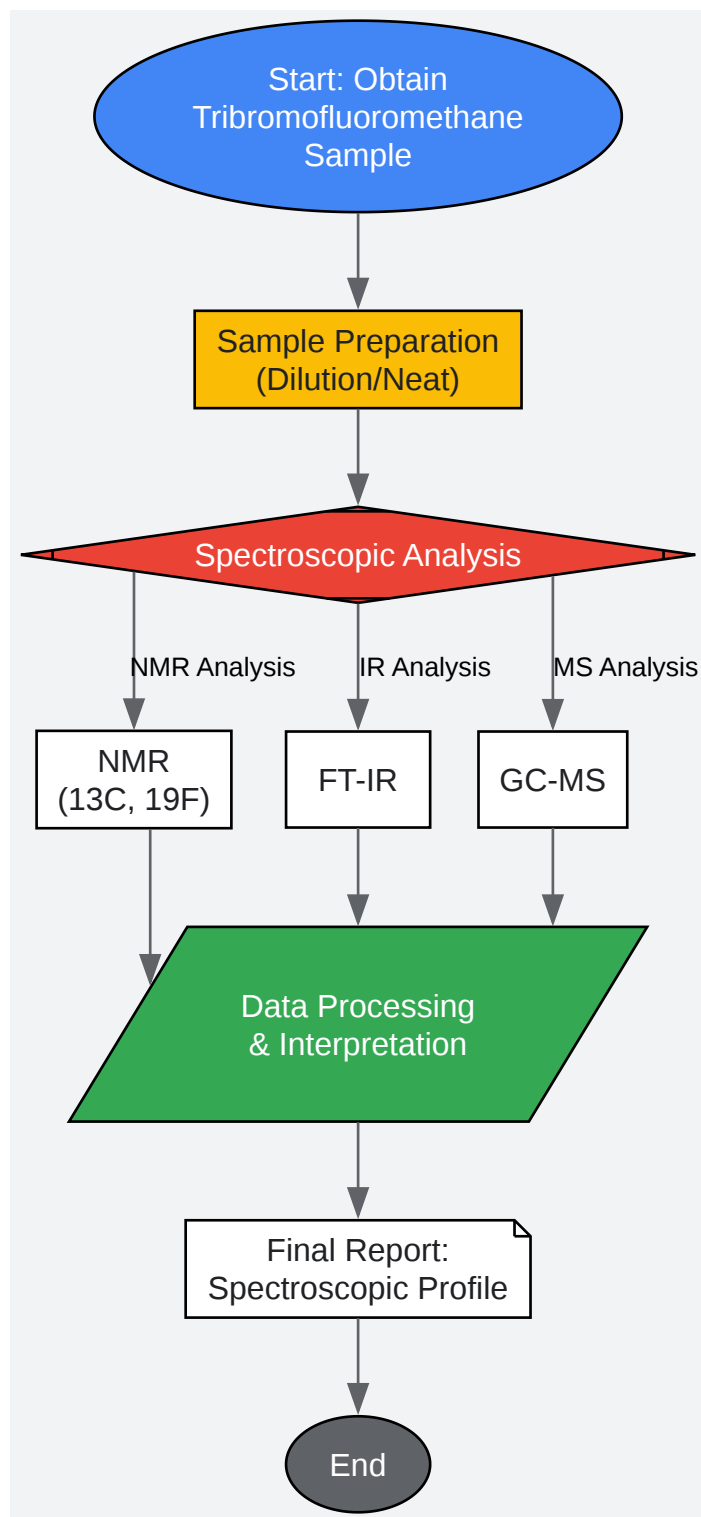 Start: Obtain
Tribromofluoromethane
Sample
Sample Preparation
(Dilution/Neat)
Spectroscopic Analysis
NMR Analysis
IR Analysis
MS Analysis
NMR
(13C, 19F)
FT-IR
GC-MS
Data Processing
& Interpretation
Final Report:
Spectroscopic Profile
End